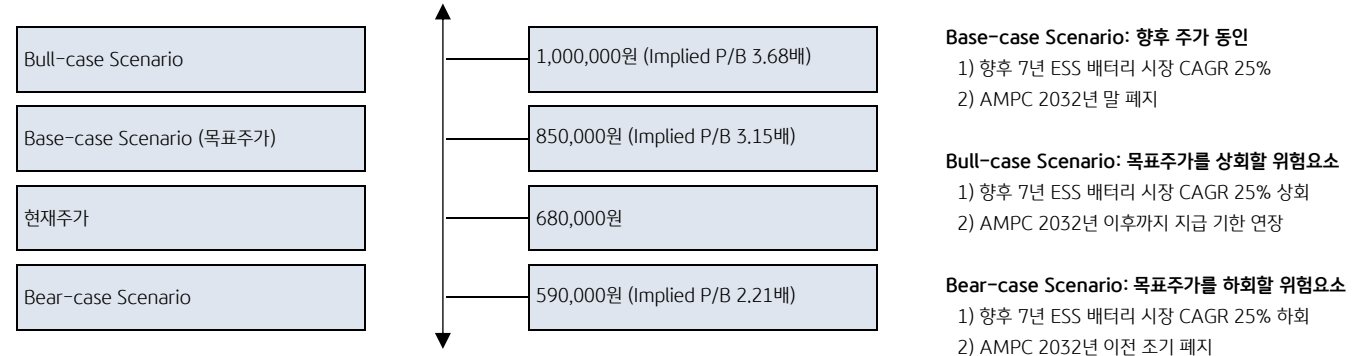 Bull-case Scenario
1,000,000원 (Implied P/B 3.68배)
Base-case Scenario (목표주가)
850,000원 (Implied P/B 3.15배)
현재주가
680,000원
Bear-case Scenario
590,000원 (Implied P/B 2.21배)
Base-case Scenario: 향후 주가 동인
1) 향후 7년 ESS 배터리 시장 CAGR 25%
2) AMPC 2032년 말 폐지
Bull-case Scenario: 목표주가를 상회할 위험요소
1) 향후 7년 ESS 배터리 시장 CAGR 25% 상회
2) AMPC 2032년 이후까지 지급 기한 연장
Bear-case Scenario: 목표주가를 하회할 위험요소
1) 향후 7년 ESS 배터리 시장 CAGR 25% 하회
2) AMPC 2032년 이전 조기 폐지